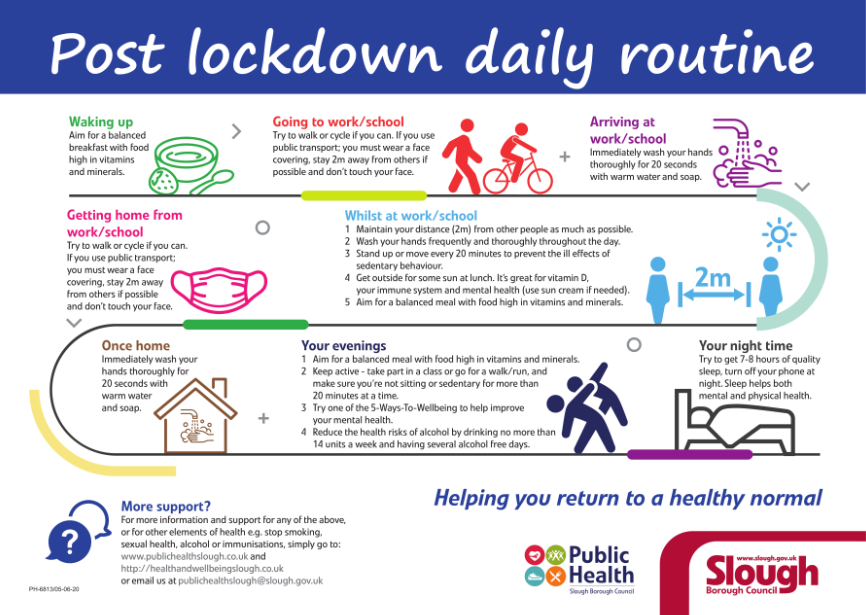 Post lockdown daily routine
Waking up
Aim for a balanced
breakfast with food
high in vitamins
and minerals.
Going to work/school
Try to walk or cycle if you can. If you use
public transport; you must wear a face
covering, stay 2m away from others if
possible and don't touch your face.
Arriving at
work/school
Immediately wash your hands
thoroughly for 20 seconds
with warm water and soap.
Getting home from
work/school
Try to walk or cycle if you can.
If you use public transport;
you must wear a face
covering, stay 2m away
from others if possible
and don't touch your face.
Whilst at work/school
1 Maintain your distance (2m) from other people as much as possible.
2 Wash your hands frequently and thoroughly throughout the day.
3 Stand up or move every 20 minutes to prevent the ill effects of
sedentary behaviour.
4 Get outside for some sun at lunch. It's great for vitamin D,
your immune system and mental health (use sun cream if needed).
5 Aim for a balanced meal with food high in vitamins and minerals.
2m
Once home
Immediately wash your
hands thoroughly for
20 seconds with
warm water
and soap.
Your evenings
1 Aim for a balanced meal with food high in vitamins and minerals.
2 Keep active - take part in a class or go for a walk/run, and
make sure you're not sitting or sedentary for more than
20 minutes at a time.
3 Try one of the 5-Ways-To-Wellbeing to help improve
your mental health.
4 Reduce the health risks of alcohol by drinking no more than
14 units a week and having several alcohol free days.
Your night time
Try to get 7-8 hours of quality
sleep, turn off your phone at
night. Sleep helps both
mental and physical health.
?
More support?
For more information and support for any of the above,
or for other elements of health e.g. stop smoking,
sexual health, alcohol or immunisations, simply go to:
www.publichealthslough.co.uk and
http://healthandwellbeingslough.co.uk
or email us at publichealthslough@slough.gov.uk
PH-6813/05-06-20
Helping you return to a healthy normal
Public
Health
Slough Borough Council
www.slough.gov.uk
Slough
Borough Council